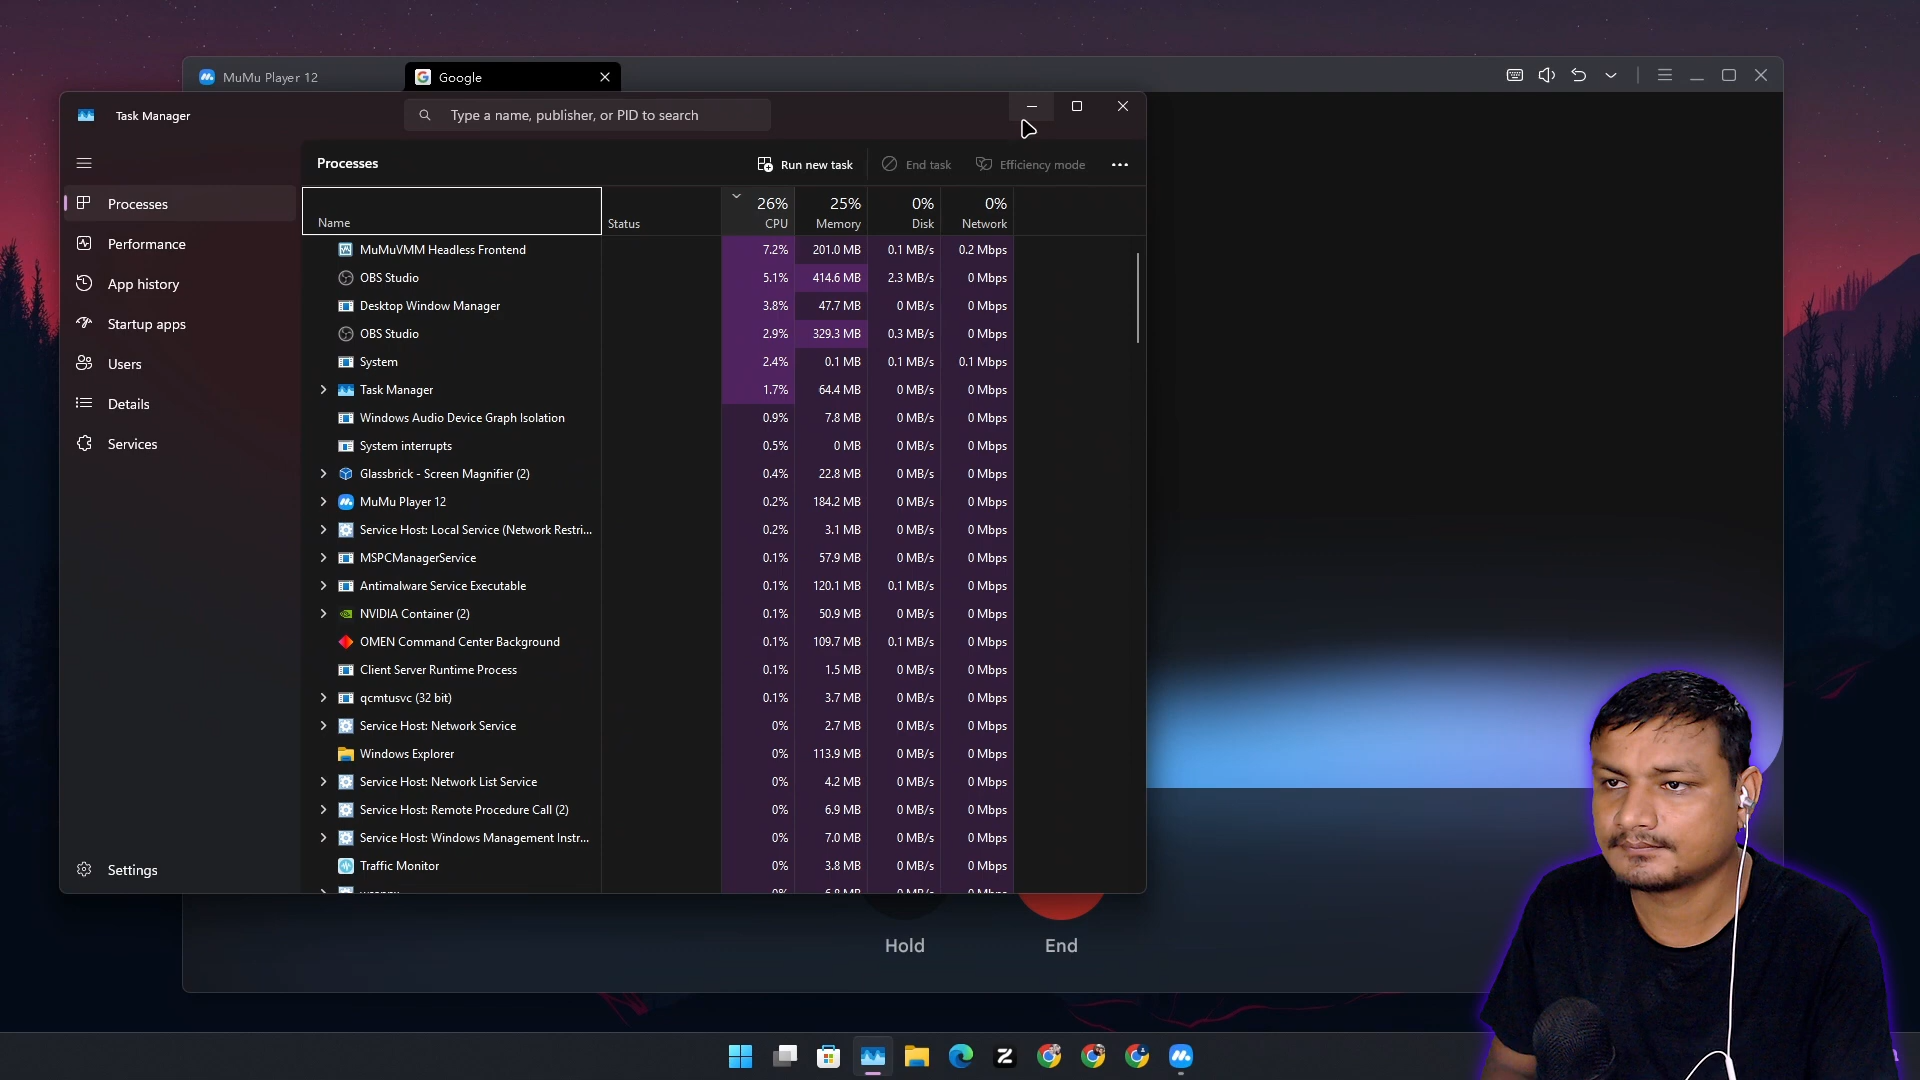 MuMu Player 12
Google
Task Manager
Type a name, publisher, or PID to search
Processes
Run new task
End task
Efficiency mode
Processes
Performance
App history
Startup apps
Users
Details
Services
Settings
26% 25% 0% 0%
Name Status CPU Memory Disk Network
MuMuVMM Headless Frontend 7.2% 201.0 MB 0.1 MB/s 0.2 Mbps
OBS Studio 5.1% 414.6 MB 2.3 MB/s 0 Mbps
Desktop Window Manager 3.8% 47.7 MB 0 MB/s 0 Mbps
OBS Studio 2.9% 329.3 MB 0.3 MB/s 0 Mbps
System 2.4% 0.1 MB 0.1 MB/s 0.1 Mbps
Task Manager 1.7% 64.4 MB 0 MB/s 0 Mbps
Windows Audio Device Graph Isolation 0.9% 7.8 MB 0 MB/s 0 Mbps
System interrupts 0.5% 0 MB 0 MB/s 0 Mbps
Glassbrick - Screen Magnifier (2) 0.4% 22.8 MB 0 MB/s 0 Mbps
MuMu Player 12 0.2% 184.2 MB 0 MB/s 0 Mbps
Service Host: Local Service (Network Restri... 0.2% 3.1 MB 0 MB/s 0 Mbps
MSPCManagerService 0.1% 57.9 MB 0 MB/s 0 Mbps
Antimalware Service Executable 0.1% 120.1 MB 0.1 MB/s 0 Mbps
NVIDIA Container (2) 0.1% 50.9 MB 0 MB/s 0 Mbps
OMEN Command Center Background 0.1% 109.7 MB 0.1 MB/s 0 Mbps
Client Server Runtime Process 0.1% 1.5 MB 0 MB/s 0 Mbps
qcmtusvc (32 bit) 0.1% 3.7 MB 0 MB/s 0 Mbps
Service Host: Network Service 0% 2.7 MB 0 MB/s 0 Mbps
Windows Explorer 0% 113.9 MB 0 MB/s 0 Mbps
Service Host: Network List Service 0% 4.2 MB 0 MB/s 0 Mbps
Service Host: Remote Procedure Call (2) 0% 6.9 MB 0 MB/s 0 Mbps
Service Host: Windows Management Instr... 0% 7.0 MB 0 MB/s 0 Mbps
Traffic Monitor 0% 3.8 MB 0 MB/s 0 Mbps
Hold
End